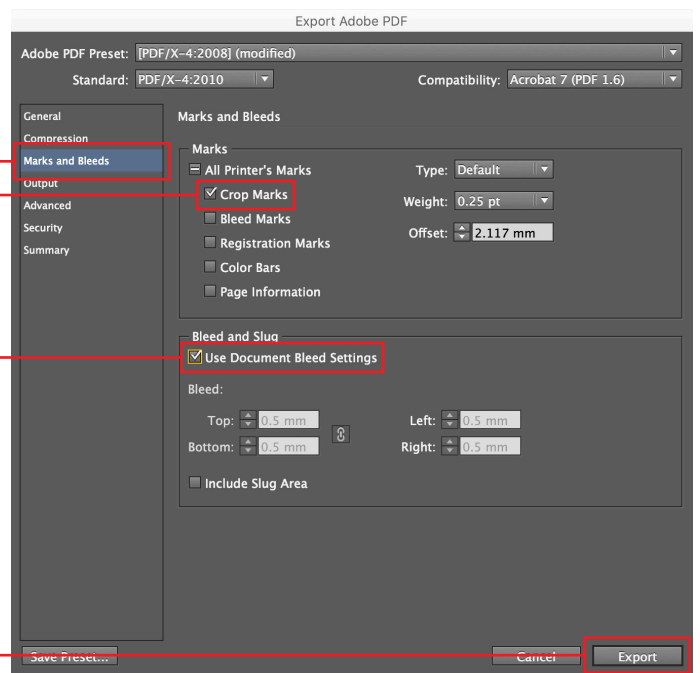 Export Adobe PDF
Adobe PDF Preset: [PDF/X-4:2008] (modified)
Standard: PDF/X-4:2010 Compatibility: Acrobat 7 (PDF 1.6)
General
Compression
Marks and Bleeds
Output
Advanced
Security
Summary
Marks and Bleeds
Marks
All Printer's Marks
Crop Marks
Bleed Marks
Registration Marks
Color Bars
Page Information
Type: Default
Weight: 0.25 pt
Offset: 2.117 mm
Bleed and Slug
Use Document Bleed Settings
Bleed:
Top: 0.5 mm
Bottom: 0.5 mm
Left: 0.5 mm
Right: 0.5 mm
Include Slug Area
Save Preset...
Cancel
Export